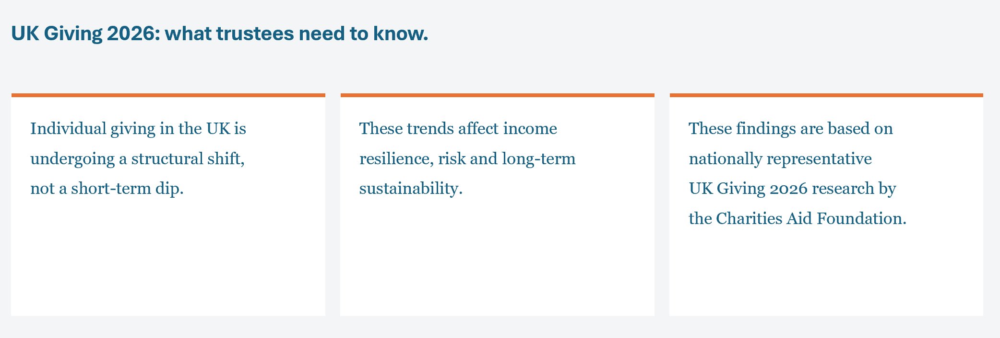 UK Giving 2026: what trustees need to know.
Individual giving in the UK is
undergoing a structural shift,
not a short-term dip.
These trends affect income
resilience, risk and long-term
sustainability.
These findings are based on
nationally representative
UK Giving 2026 research by
the Charities Aid Foundation.